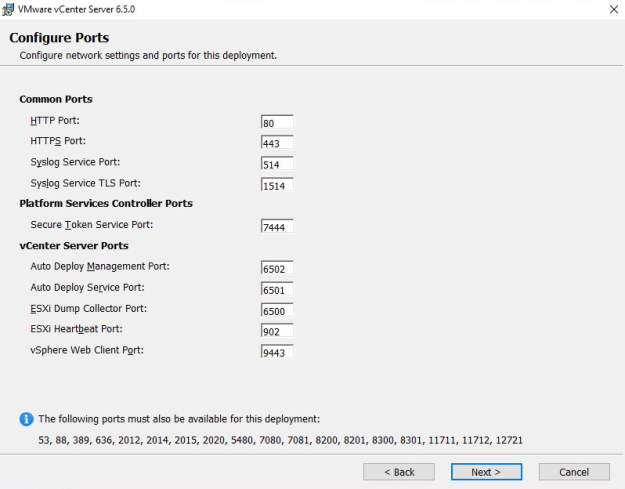 VMware vCenter Server 6.5.0
Configure Ports
Configure network settings and ports for this deployment.
Common Ports
HTTP Port: 80
HTTPS Port: 443
Syslog Service Port: 514
Syslog Service TLS Port: 1514
Platform Services Controller Ports
Secure Token Service Port: 7444
vCenter Server Ports
Auto Deploy Management Port: 6502
Auto Deploy Service Port: 6501
ESXi Dump Collector Port: 6500
ESXi Heartbeat Port: 902
vSphere Web Client Port: 9443
The following ports must also be available for this deployment:
53, 88, 389, 636, 2012, 2014, 2015, 2020, 5480, 7080, 7081, 8200, 8201, 8300, 8301, 11711, 11712, 12721
< Back Next > Cancel